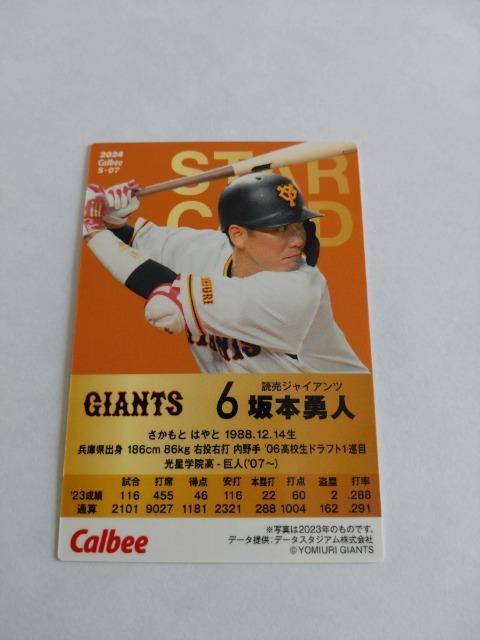 2024
Calbee
S-07
STAR
CARD
YG
GIANTS
読売ジャイアンツ
6 坂本勇人
さかもと はやと 1988.12.14生
兵庫県出身 186cm 86kg 右投右打 内野手 '06高校生ドラフト1巡目
光星学院高 - 巨人('07~)
試合 打席 得点 安打 本塁打 打点 盗塁 打率
'23成績 116 455 46 116 22 60 2 .288
通算 2101 9027 1181 2321 288 1004 162 .291
Calbee
※写真は2023年のものです。
データ提供:データスタジアム株式会社
©YOMIURI GIANTS